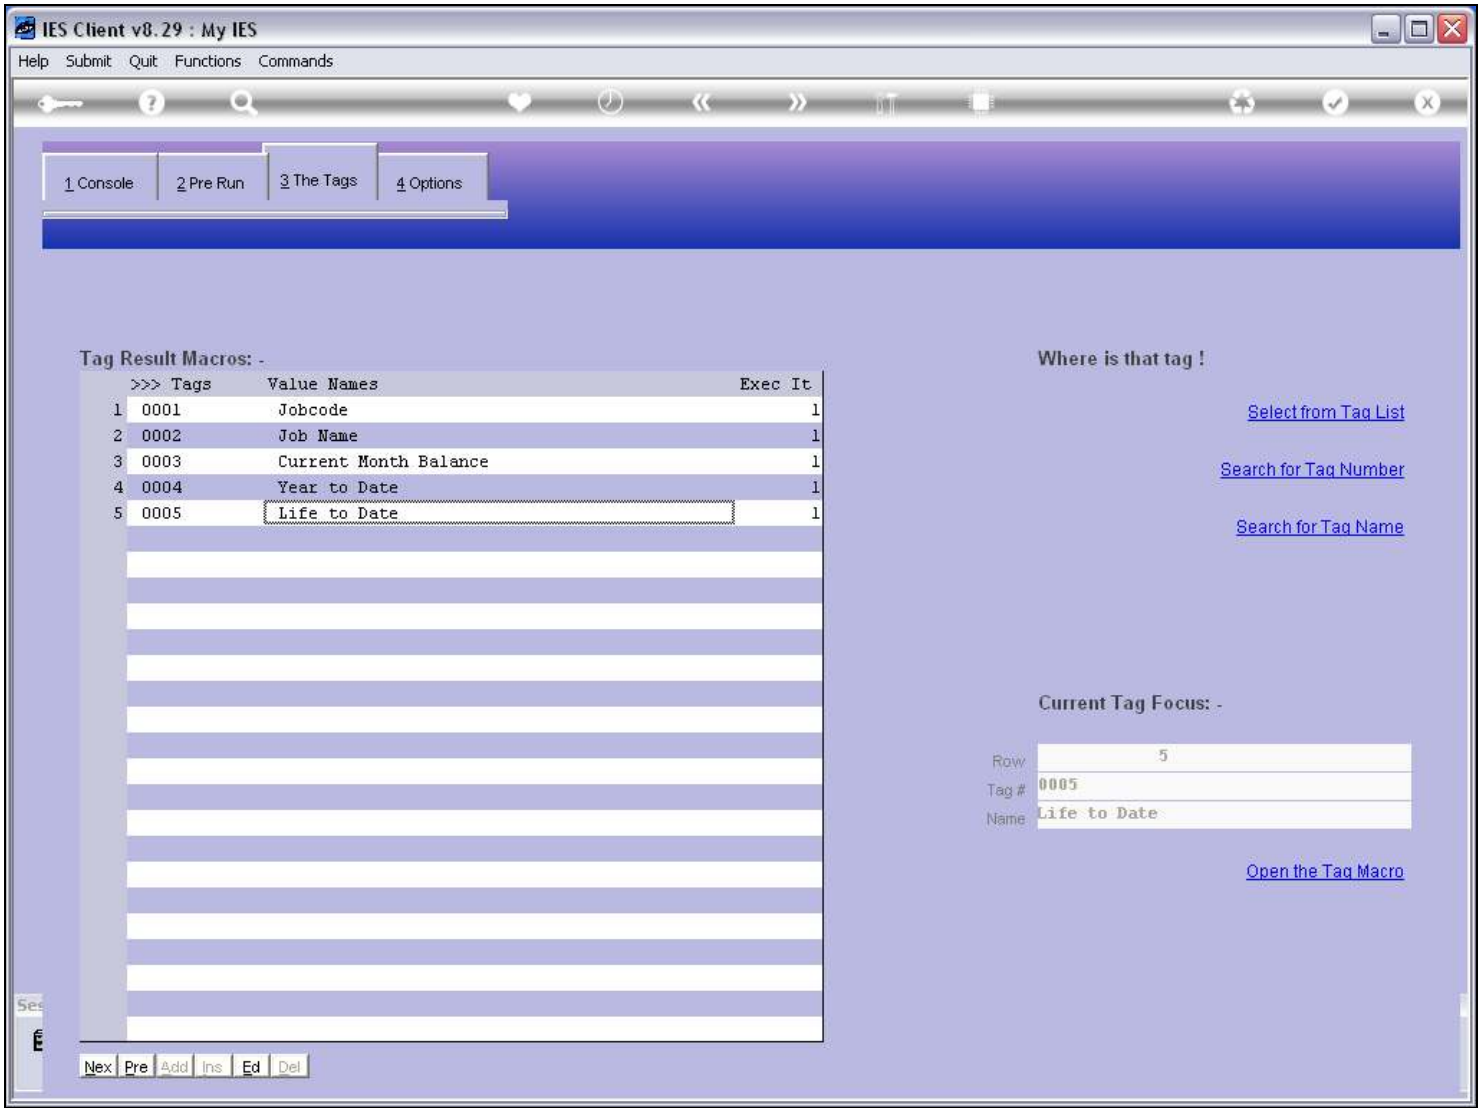 IES Client v8.29 : My IES
Help Submit Quit Functions Commands
1 Console 2 Pre Run 3 The Tags 4 Options
Tag Result Macros: -
>>> Tags Value Names Exec It
1 0001 Jobcode 1
2 0002 Job Name 1
3 0003 Current Month Balance 1
4 0004 Year to Date 1
5 0005 Life to Date 1
Where is that tag !
Select from Tag List
Search for Tag Number
Search for Tag Name
Current Tag Focus: -
Row 5
Tag # 0005
Name Life to Date
Open the Tag Macro
Ses
Nex Pre Add Ins Ed Del